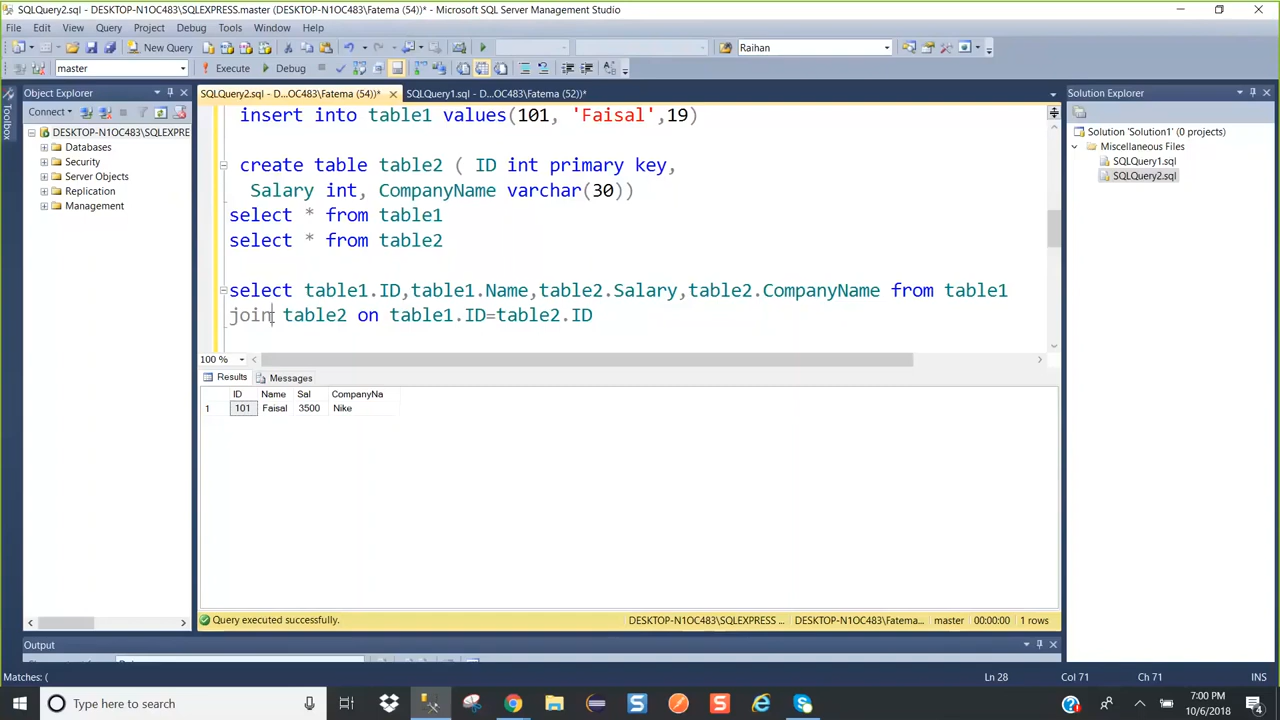 SQLQuery2.sql - DESKTOP-N1OC483\SQLEXPRESS.master (DESKTOP-N1OC483\Fatema (54))* - Microsoft SQL Server Management Studio
File Edit View Query Project Debug Tools Window Help
New Query Raihan
master Execute Debug
Toolbox
Object Explorer
Connect
DESKTOP-N1OC483\SQLEXPRE
Databases
Security
Server Objects
Replication
Management
SQLQuery2.sql - D...OC483\Fatema (54))* SQLQuery1.sql - D...OC483\Fatema (52))*
insert into table1 values(101, 'Faisal',19)
create table table2 ( ID int primary key,
Salary int, CompanyName varchar(30))
select * from table1
select * from table2
select table1.ID,table1.Name,table2.Salary,table2.CompanyName from table1
join table2 on table1.ID=table2.ID
100 %
Results Messages
ID Name Sal CompanyNa
1 101 Faisal 3500 Nike
Query executed successfully. DESKTOP-N1OC483\SQLEXPRESS ... DESKTOP-N1OC483\Fatema... master 00:00:00 1 rows
Solution Explorer
Solution 'Solution1' (0 projects)
Miscellaneous Files
SQLQuery1.sql
SQLQuery2.sql
Output
Matches: ( Ln 28 Col 71 Ch 71 INS
Type here to search
7:00 PM
10/6/2018
4